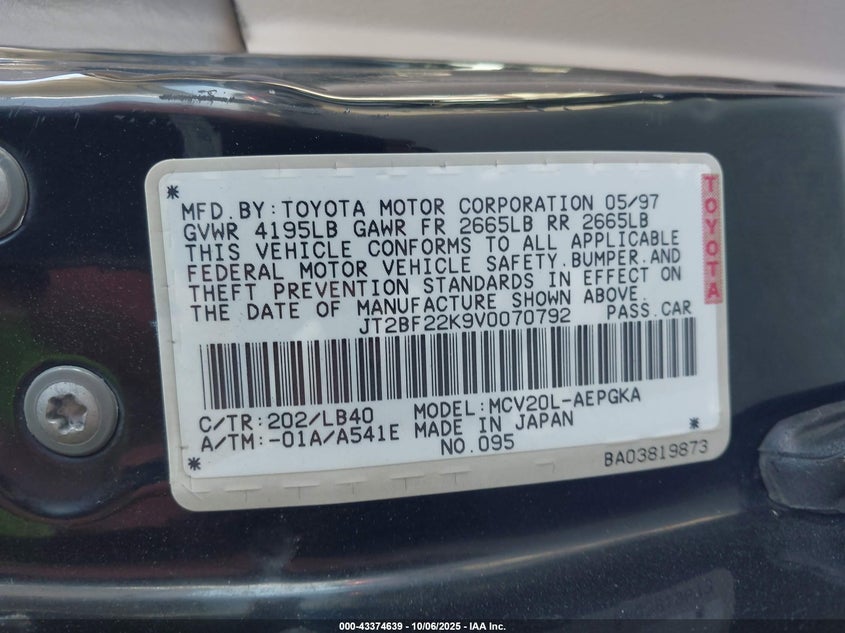 * MFD.BY:TOYOTA MOTOR CORPORATION 05/97
GVWR 4195LB GAWR FR 2665LB RR 2665LB
THIS VEHICLE CONFORMS TO ALL APPLICABLE
FEDERAL MOTOR VEHICLE SAFETY.BUMPER.AND
THEFT PREVENTION STANDARDS IN EFFECT ON
THE DATE OF MANUFACTURE SHOWN ABOVE.
JT2BF22K9V0070792 PASS.CAR
TOYOTA
C/TR:202/LB40 MODEL:MCV20L-AEPGKA
A/TM:-01A/A541E MADE IN JAPAN *
* NO.095 BA03819873
000-43374639 - 10/06/2025 - IAA Inc.